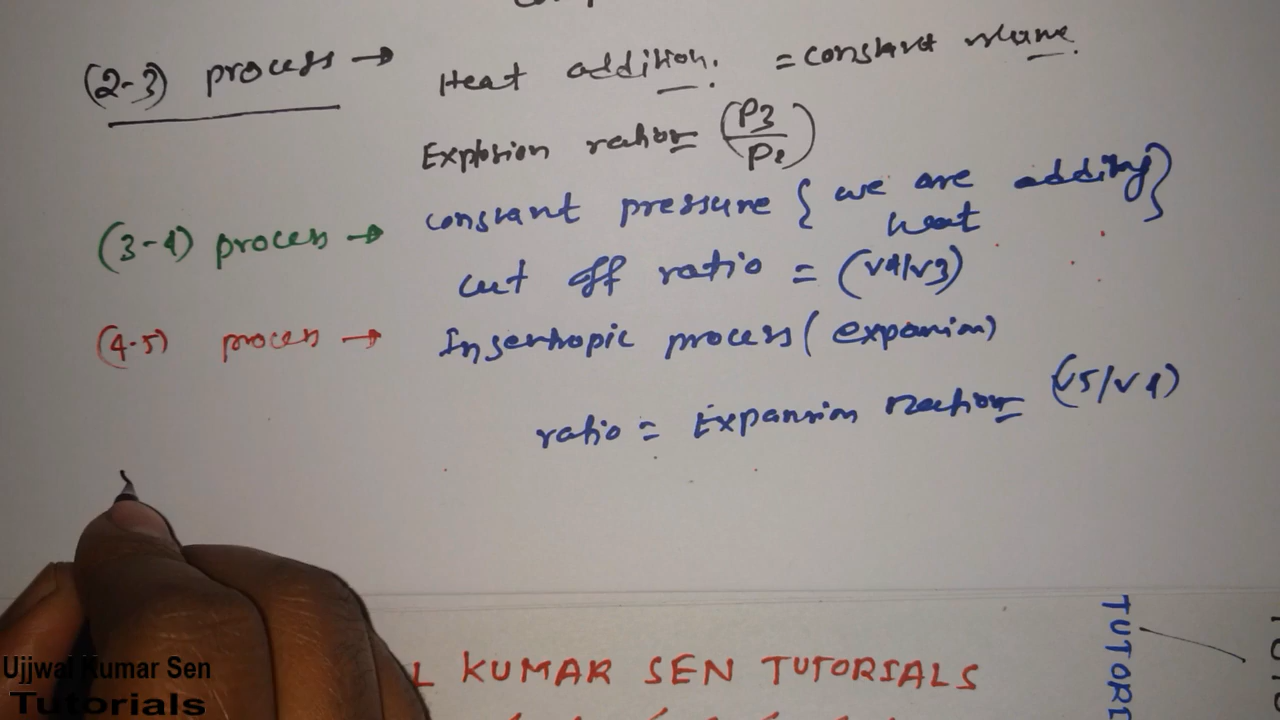 (2-3) process → Heat addition. = constant volume.
Explosion ratio = (P3/P2)
(3-4) process → constant pressure { we are adding heat }
cut off ratio = (V4/V3)
(4-5) process → Insentropic process (expansion)
ratio = Expansion ratio = (V5/V4)
L KUMAR SEN TUTORIALS
TUTORI
Ujjwal Kumar Sen
Tutorials